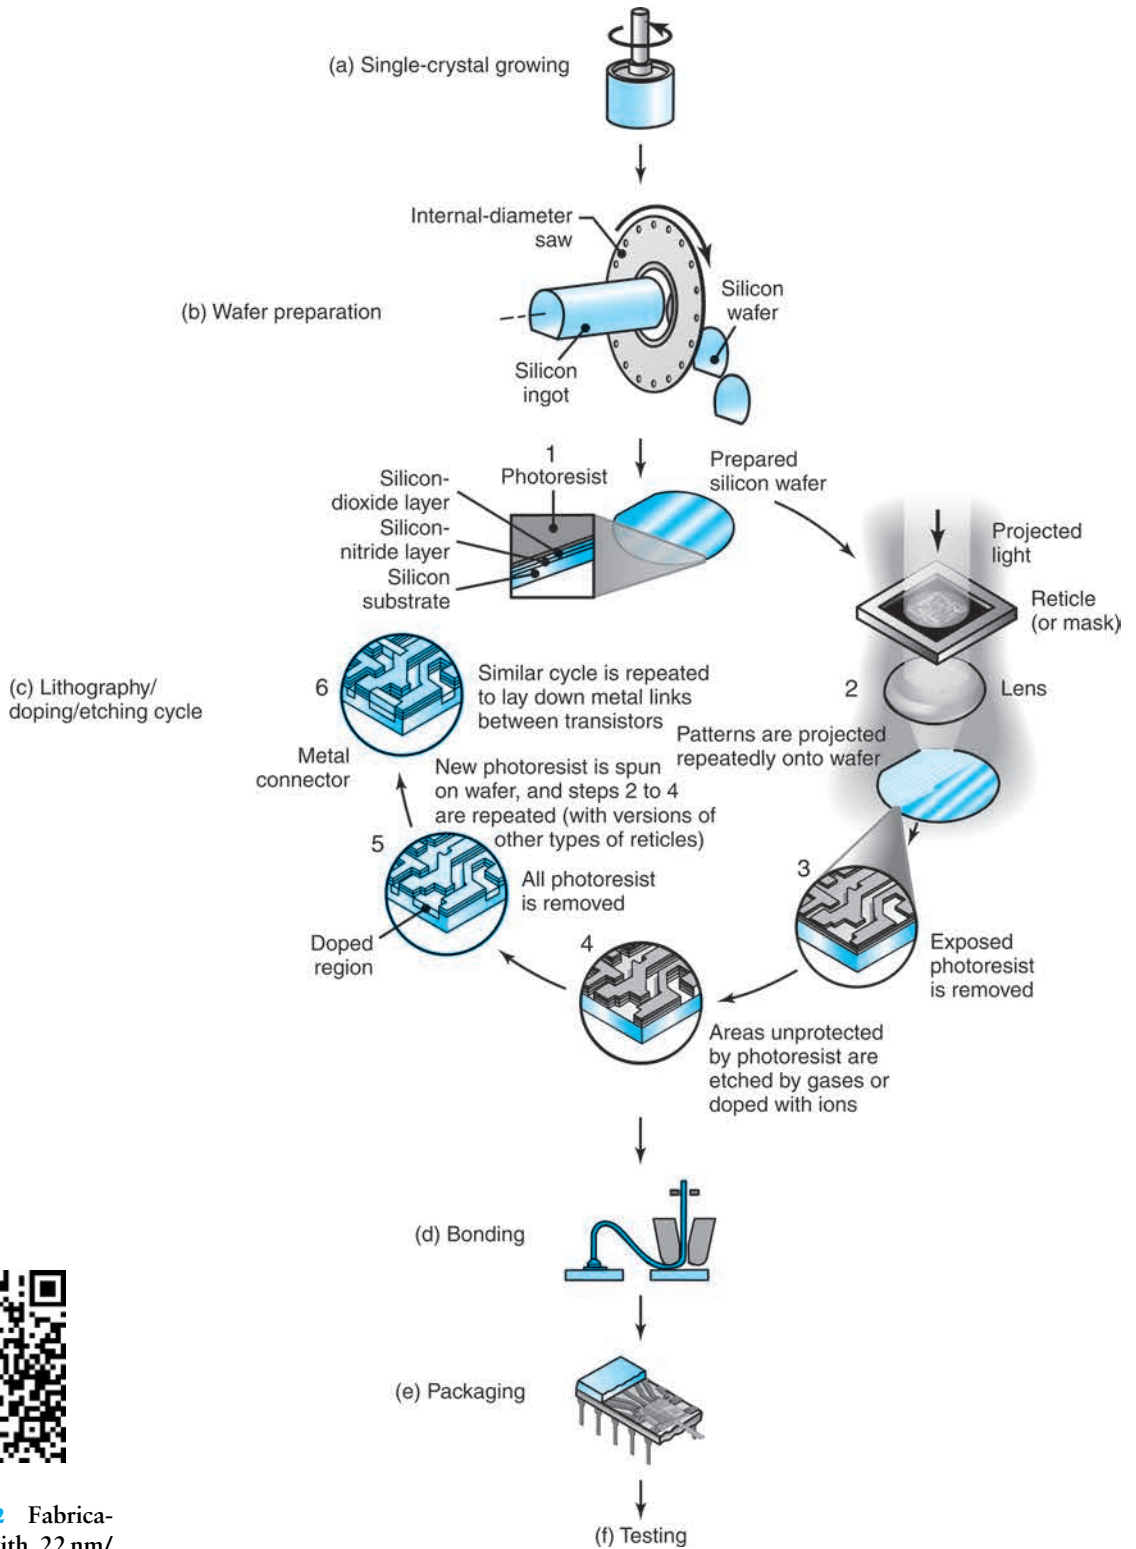 (a) Single-crystal growing
Internal-diameter
saw
(b) Wafer preparation
Silicon
wafer
Silicon
ingot
1
Photoresist
Prepared
silicon wafer
Silicon-
dioxide layer
Silicon-
nitride layer
Silicon
substrate
Projected
light
Reticle
(or mask)
(c) Lithography/
doping/etching cycle
6
Similar cycle is repeated
to lay down metal links
between transistors
2
Lens
Patterns are projected
repeatedly onto wafer
Metal
connector
New photoresist is spun
on wafer, and steps 2 to 4
are repeated (with versions of
other types of reticles)
5
3
All photoresist
is removed
Doped
region
4
Exposed
photoresist
is removed
Areas unprotected
by photoresist are
etched by gases or
doped with ions
(d) Bonding
(e) Packaging
2 Fabrica-
ith 22 nm/
(f) Testing